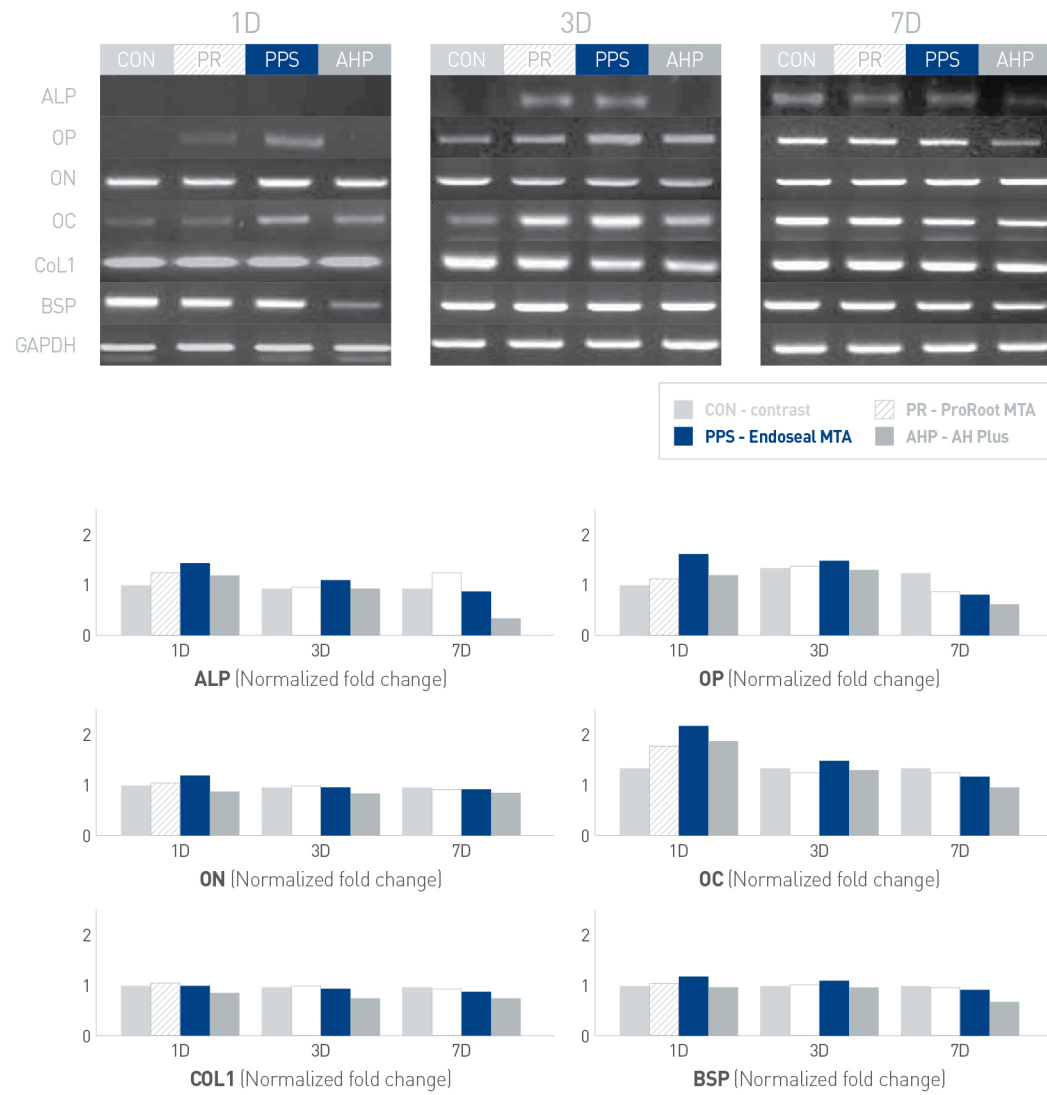 1D 3D 7D
CON PR PPS AHP CON PR PPS AHP CON PR PPS AHP
ALP
OP
ON
OC
CoL1
BSP
GAPDH
CON - contrast PR - ProRoot MTA
PPS - Endoseal MTA AHP - AH Plus
2
1
0
1D 3D 7D
ALP (Normalized fold change)
2
1
0
1D 3D 7D
OP (Normalized fold change)
2
1
0
1D 3D 7D
ON (Normalized fold change)
2
1
0
1D 3D 7D
OC (Normalized fold change)
2
1
0
1D 3D 7D
COL1 (Normalized fold change)
2
1
0
1D 3D 7D
BSP (Normalized fold change)